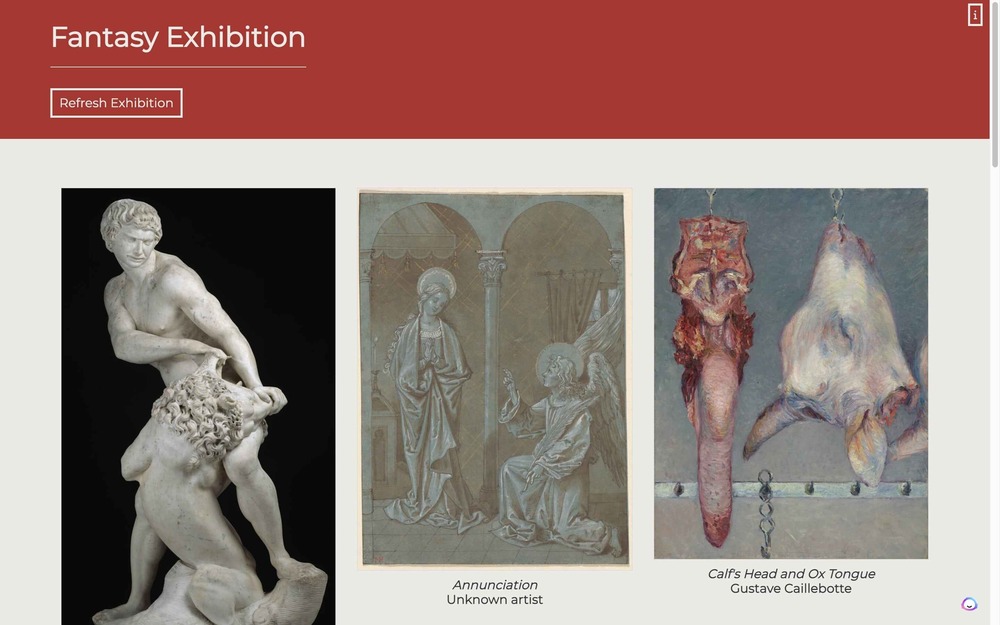 Fantasy Exhibition
i
Refresh Exhibition
Annunciation
Unknown artist
Calf's Head and Ox Tongue
Gustave Caillebotte